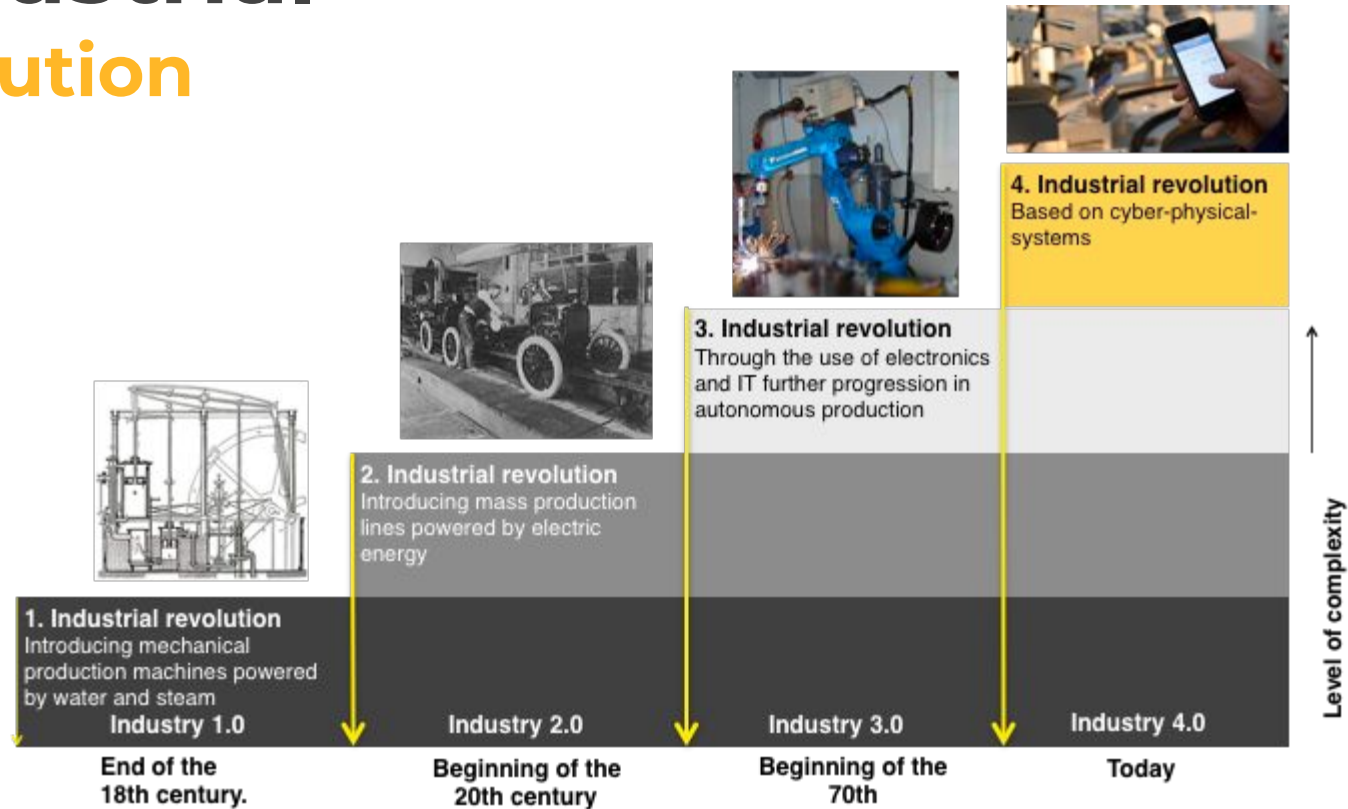 ution
4. Industrial revolution
Based on cyber-physical-
systems
3. Industrial revolution
Through the use of electronics
and IT further progression in
autonomous production
2. Industrial revolution
Introducing mass production
lines powered by electric
energy
1. Industrial revolution
Introducing mechanical
production machines powered
by water and steam
Industry 1.0
Industry 2.0
Industry 3.0
Industry 4.0
End of the
18th century.
Beginning of the
20th century
Beginning of the
70th
Today
Level of complexity